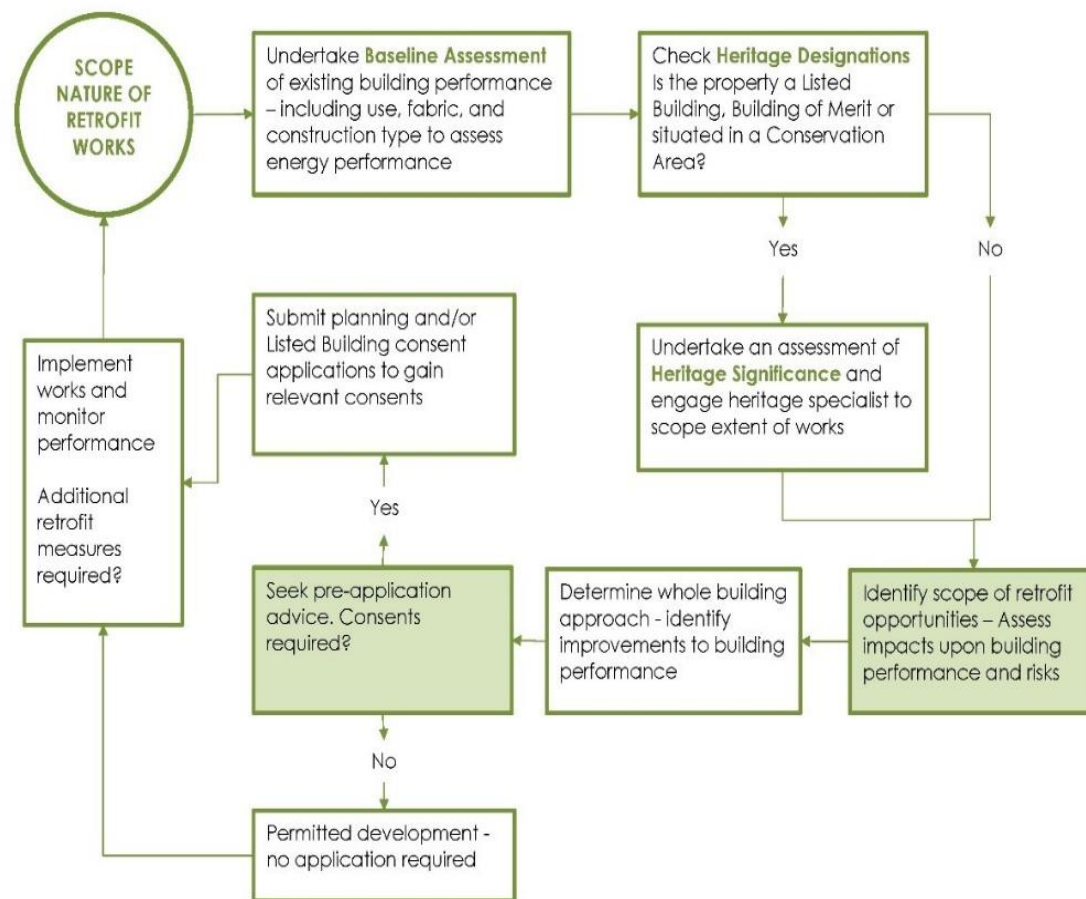 SCOPE
NATURE OF
RETROFIT
WORKS
Undertake Baseline Assessment
of existing building performance
– including use, fabric, and
construction type to assess
energy performance
Check Heritage Designations
Is the property a Listed
Building, Building of Merit or
situated in a Conservation
Area?
Yes
No
Undertake an assessment of
Heritage Significance and
engage heritage specialist to
scope extent of works
Identify scope of retrofit
opportunities – Assess
impacts upon building
performance and risks
Determine whole building
approach - identify
improvements to building
performance
Seek pre-application
advice. Consents
required?
Yes
Submit planning and/or
Listed Building consent
applications to gain
relevant consents
No
Permitted development -
no application required
Implement
works and
monitor
performance
Additional
retrofit
measures
required?